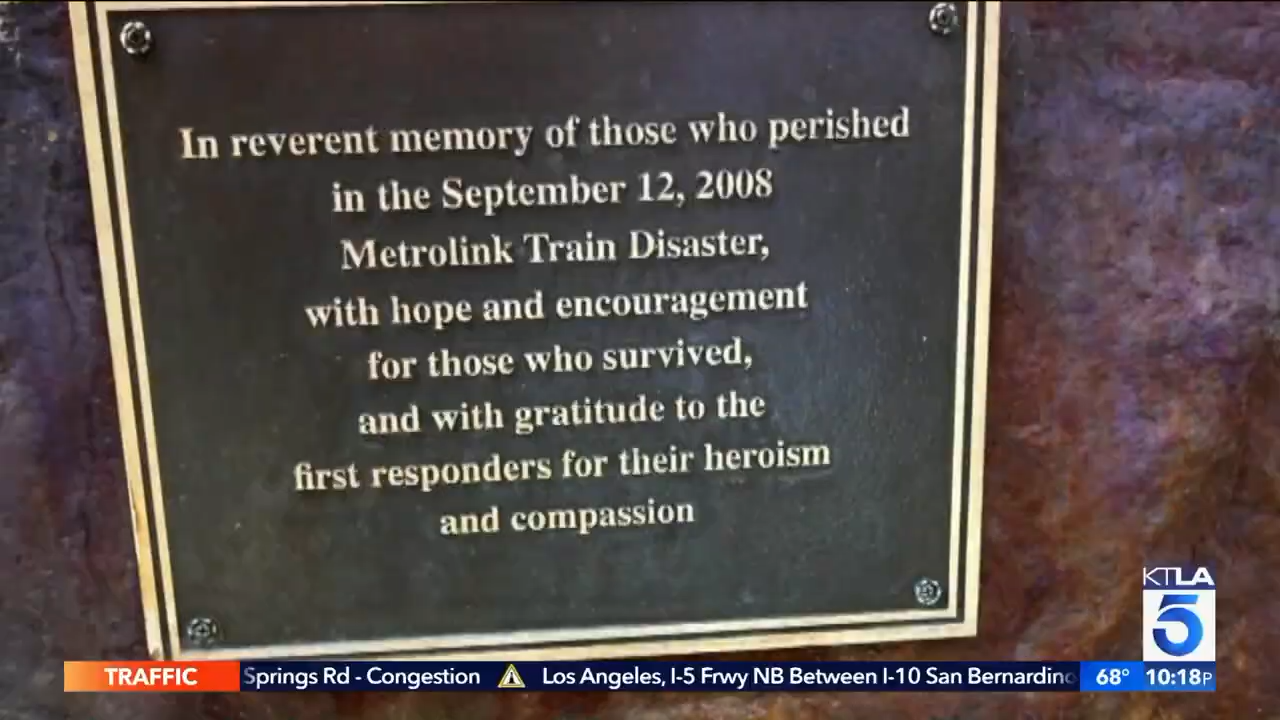 In reverent memory of those who perished
in the September 12, 2008
Metrolink Train Disaster,
with hope and encouragement
for those who survived,
and with gratitude to the
first responders for their heroism
and compassion
KTLA
5
TRAFFIC Springs Rd - Congestion Los Angeles, I-5 Frwy NB Between I-10 San Bernardino 68° 10:18P